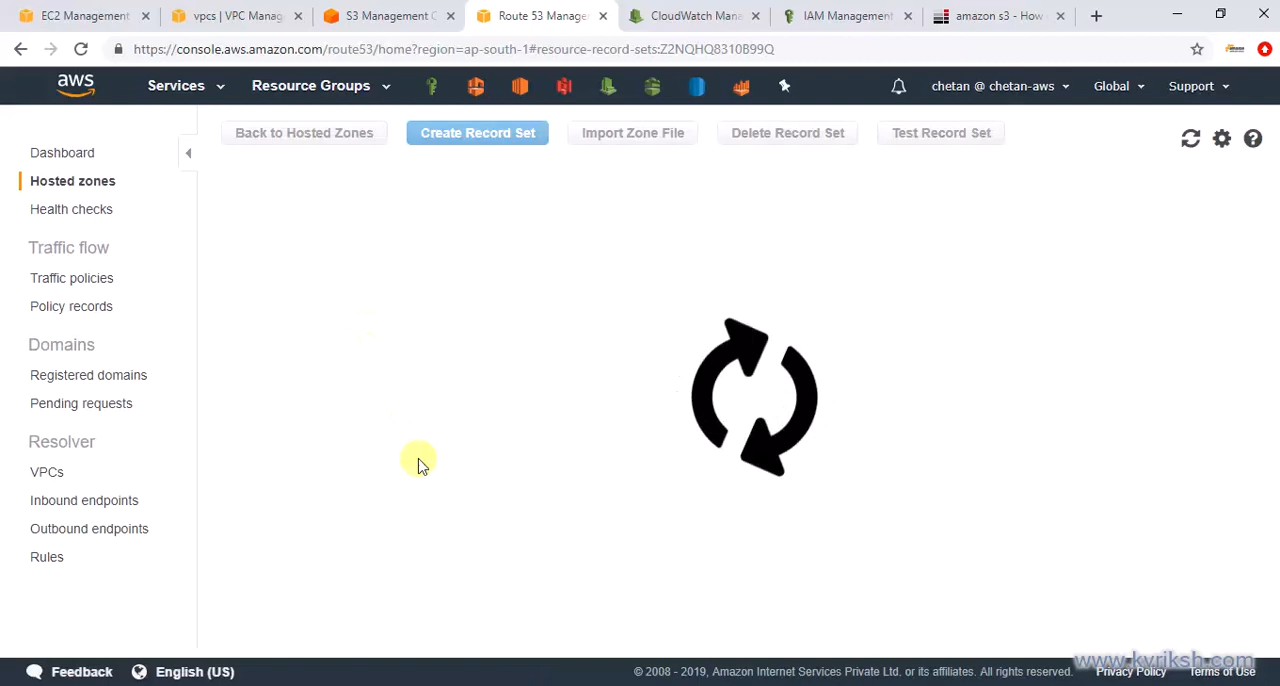 EC2 Management
vpcs | VPC Manag
S3 Management C
Route 53 Manage
CloudWatch Man
IAM Management
amazon s3 - How
https://console.aws.amazon.com/route53/home?region=ap-south-1#resource-record-sets:Z2NQHQ8310B99Q
aws
Services
Resource Groups
chetan @ chetan-aws
Global
Support
Back to Hosted Zones
Create Record Set
Import Zone File
Delete Record Set
Test Record Set
Dashboard
Hosted zones
Health checks
Traffic flow
Traffic policies
Policy records
Domains
Registered domains
Pending requests
Resolver
VPCs
Inbound endpoints
Outbound endpoints
Rules
Feedback
English (US)
© 2008 - 2019, Amazon Internet Services Private Ltd. or its affiliates. All rights reserved.
Privacy Policy
Terms of Use
www.kvriksh.com